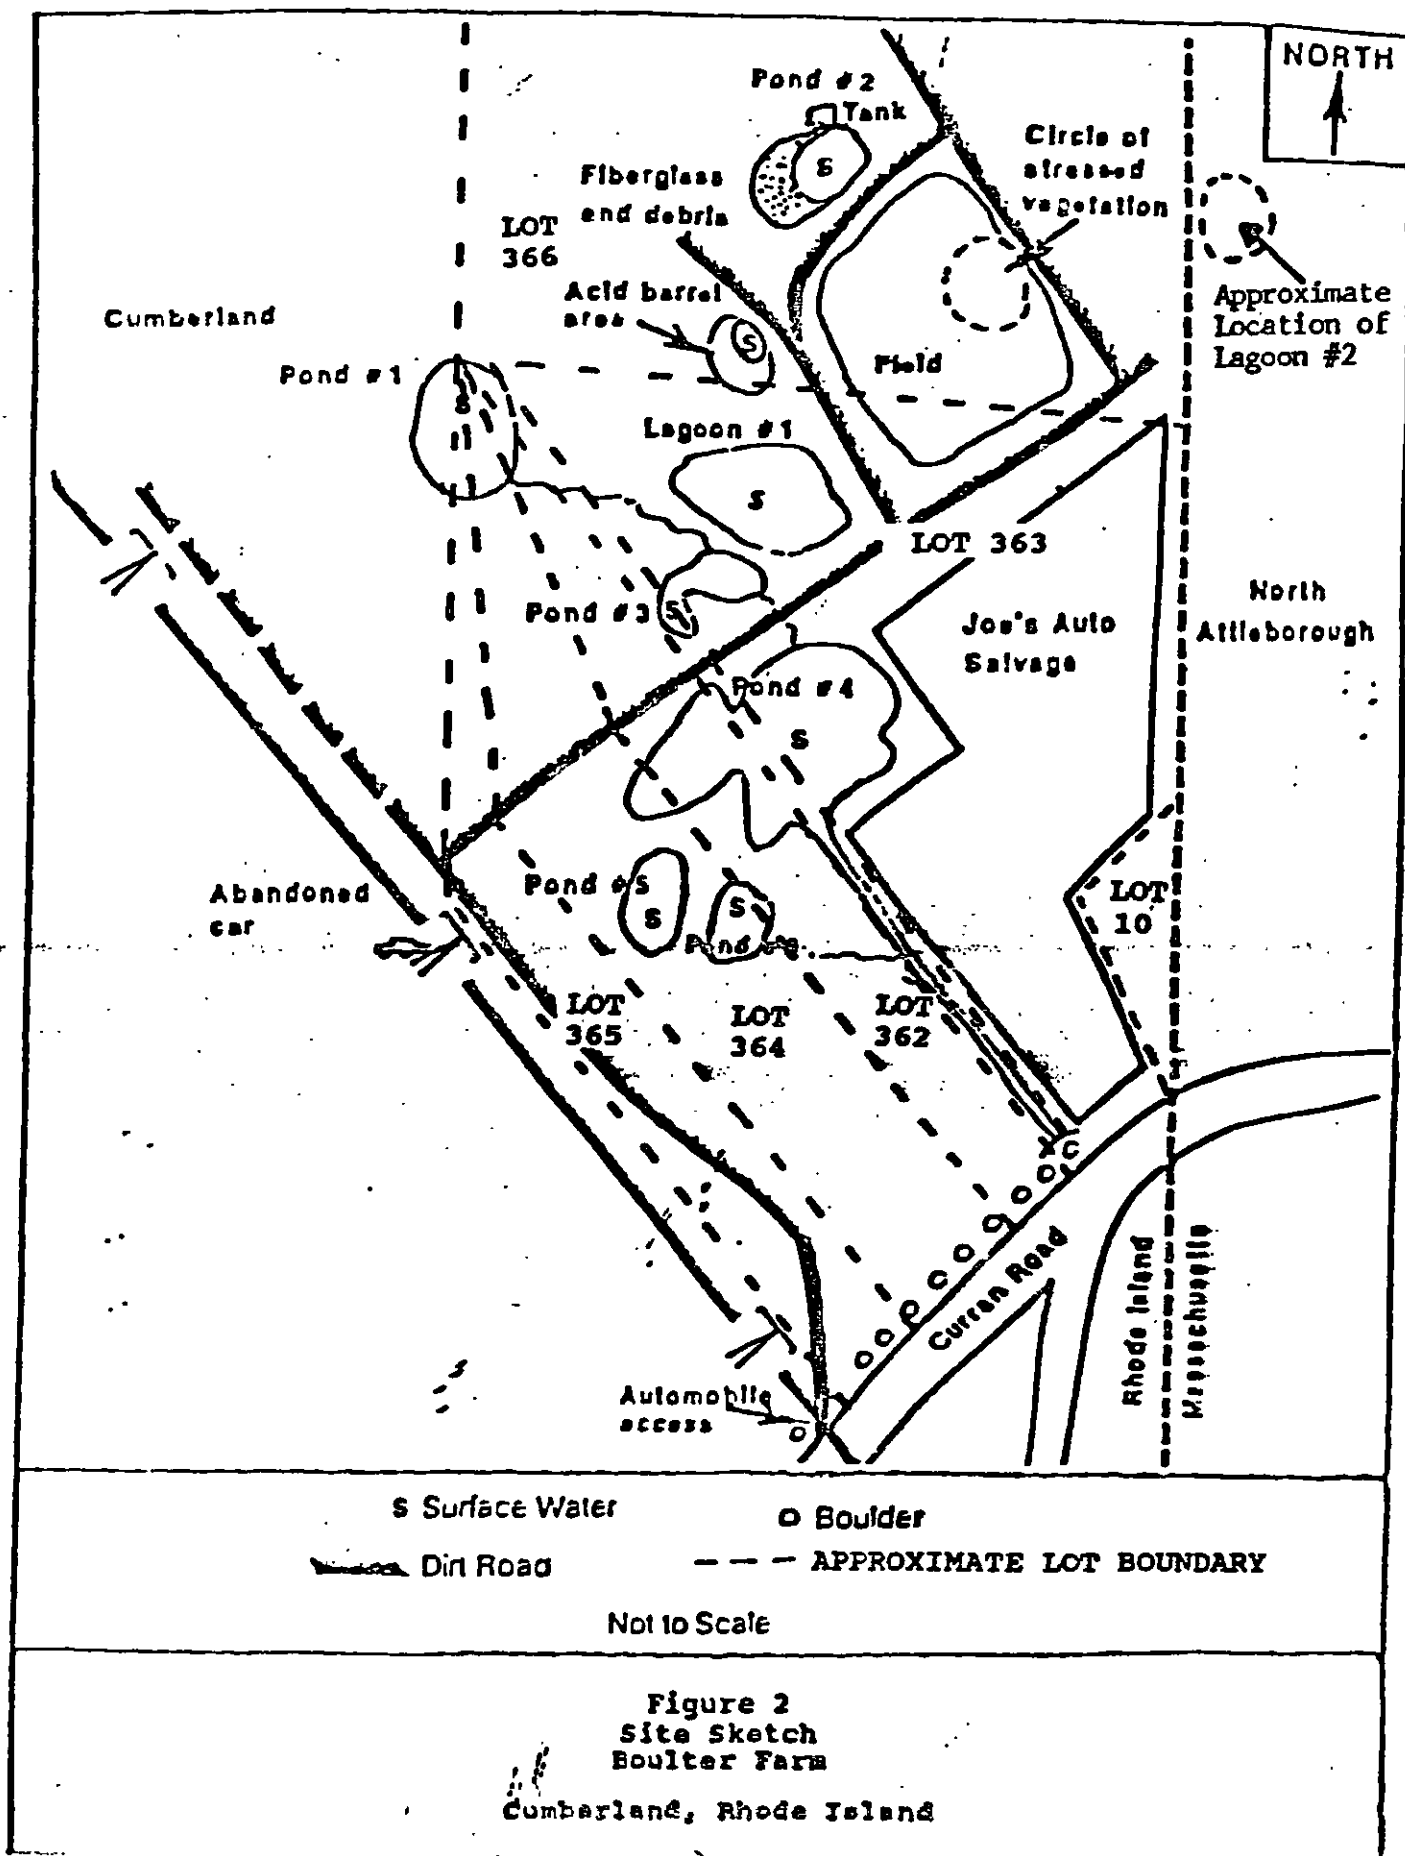 NORTH
Pond #2
Tank
Circle of
stressed
vegetation
S
Fiberglass
and debris
LOT
366
Acid barrel
area
S
Approximate
Location of
Lagoon #2
Cumberland
Pond #1
Field
S
Lagoon #1
S
LOT 363
Pond #3
S
Joe's Auto
Salvage
North
Attleborough
Pond #4
S
Abandoned
car
Pond #5
S
S
Pond
LOT
10
LOT
365
LOT
364
LOT
362
C
Curran Road
Rhode Island
Massachusetts
Automobile
access
S Surface Water
Boulder
Dirt Road
APPROXIMATE LOT BOUNDARY
Not to Scale
Figure 2
Site Sketch
Boulter Farm
Cumberland, Rhode Island